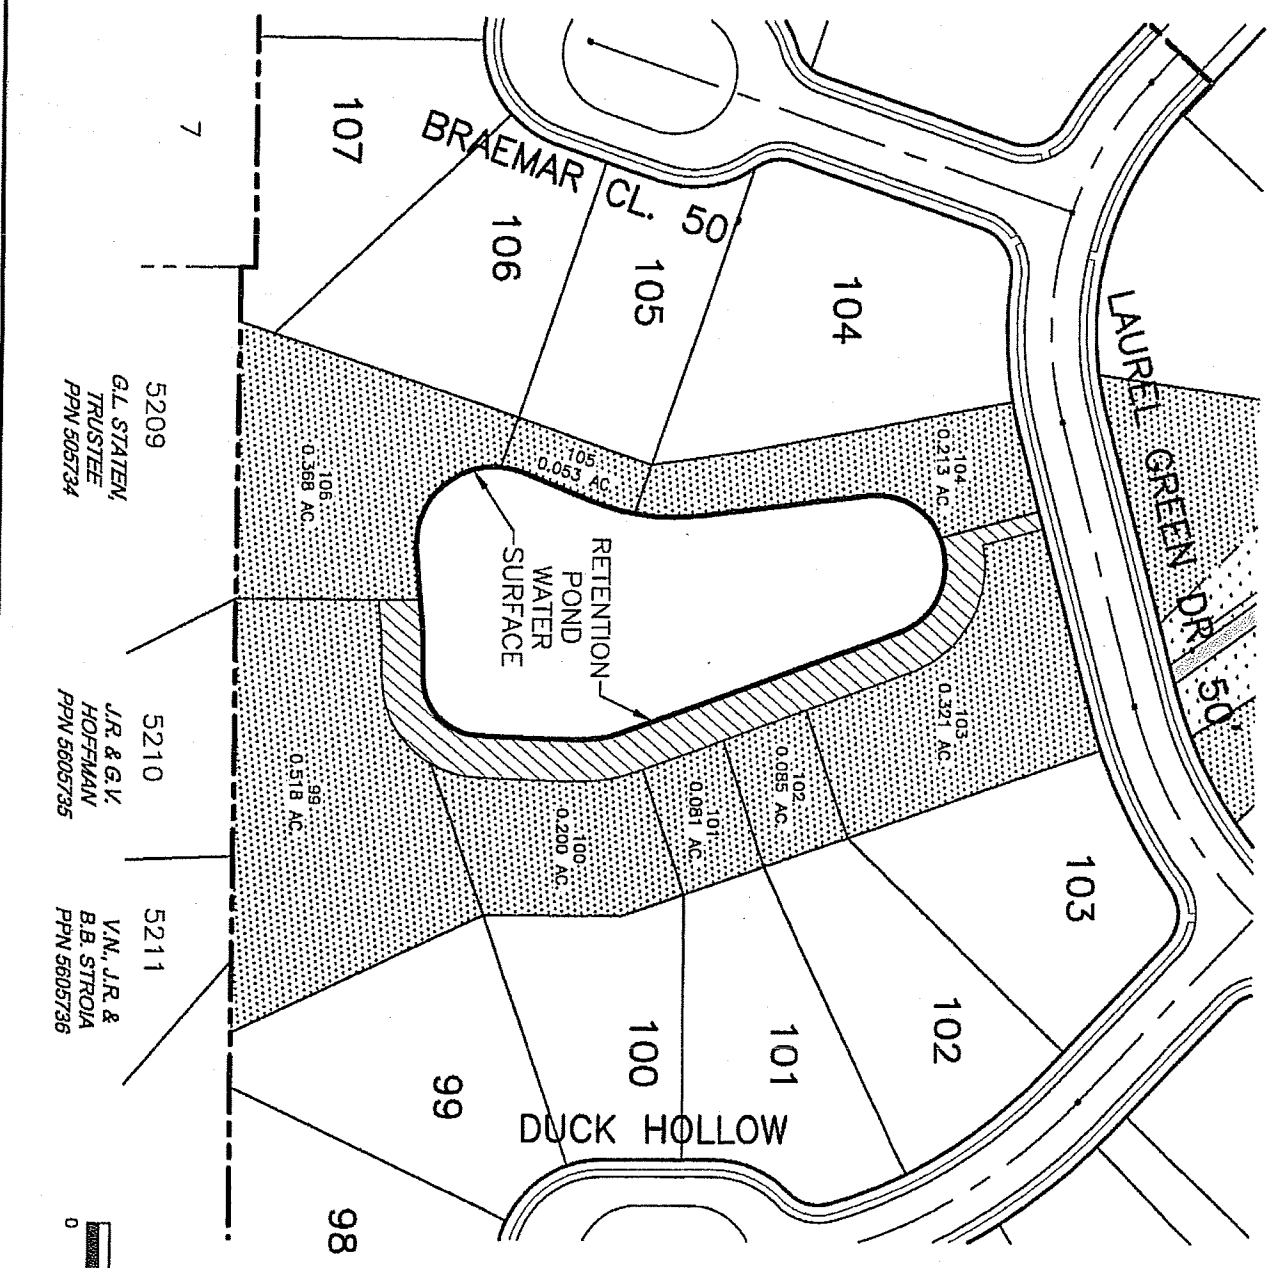 107
BRAEMAR CL. 50'
106
105
104
LAUREL GREEN DR. 50'
7
5209
G.L. STATEN,
TRUSTEE
PPN 505734
106
0.368 AC.
105
0.053 AC.
104
0.213 AC.
RETENTION
POND
WATER
SURFACE
103
0.321 AC.
102
0.085 AC.
101
0.081 AC.
100
0.200 AC.
99
0.518 AC.
5210
J.R. & G.V.
HOFFMAN
PPN 5605735
5211
V.N., J.R. &
B.B. STROIA
PPN 5605736
103
102
101
100
99
DUCK HOLLOW
98
0